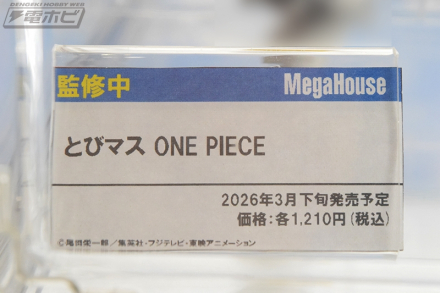 DENGEKI HOBBY WEB
電ホビ
監修中 MegaHouse
とびマス ONE PIECE
2026年3月下旬発売予定
価格:各1,210円(税込)
©尾田栄一郎/集英社・フジテレビ・東映アニメーション